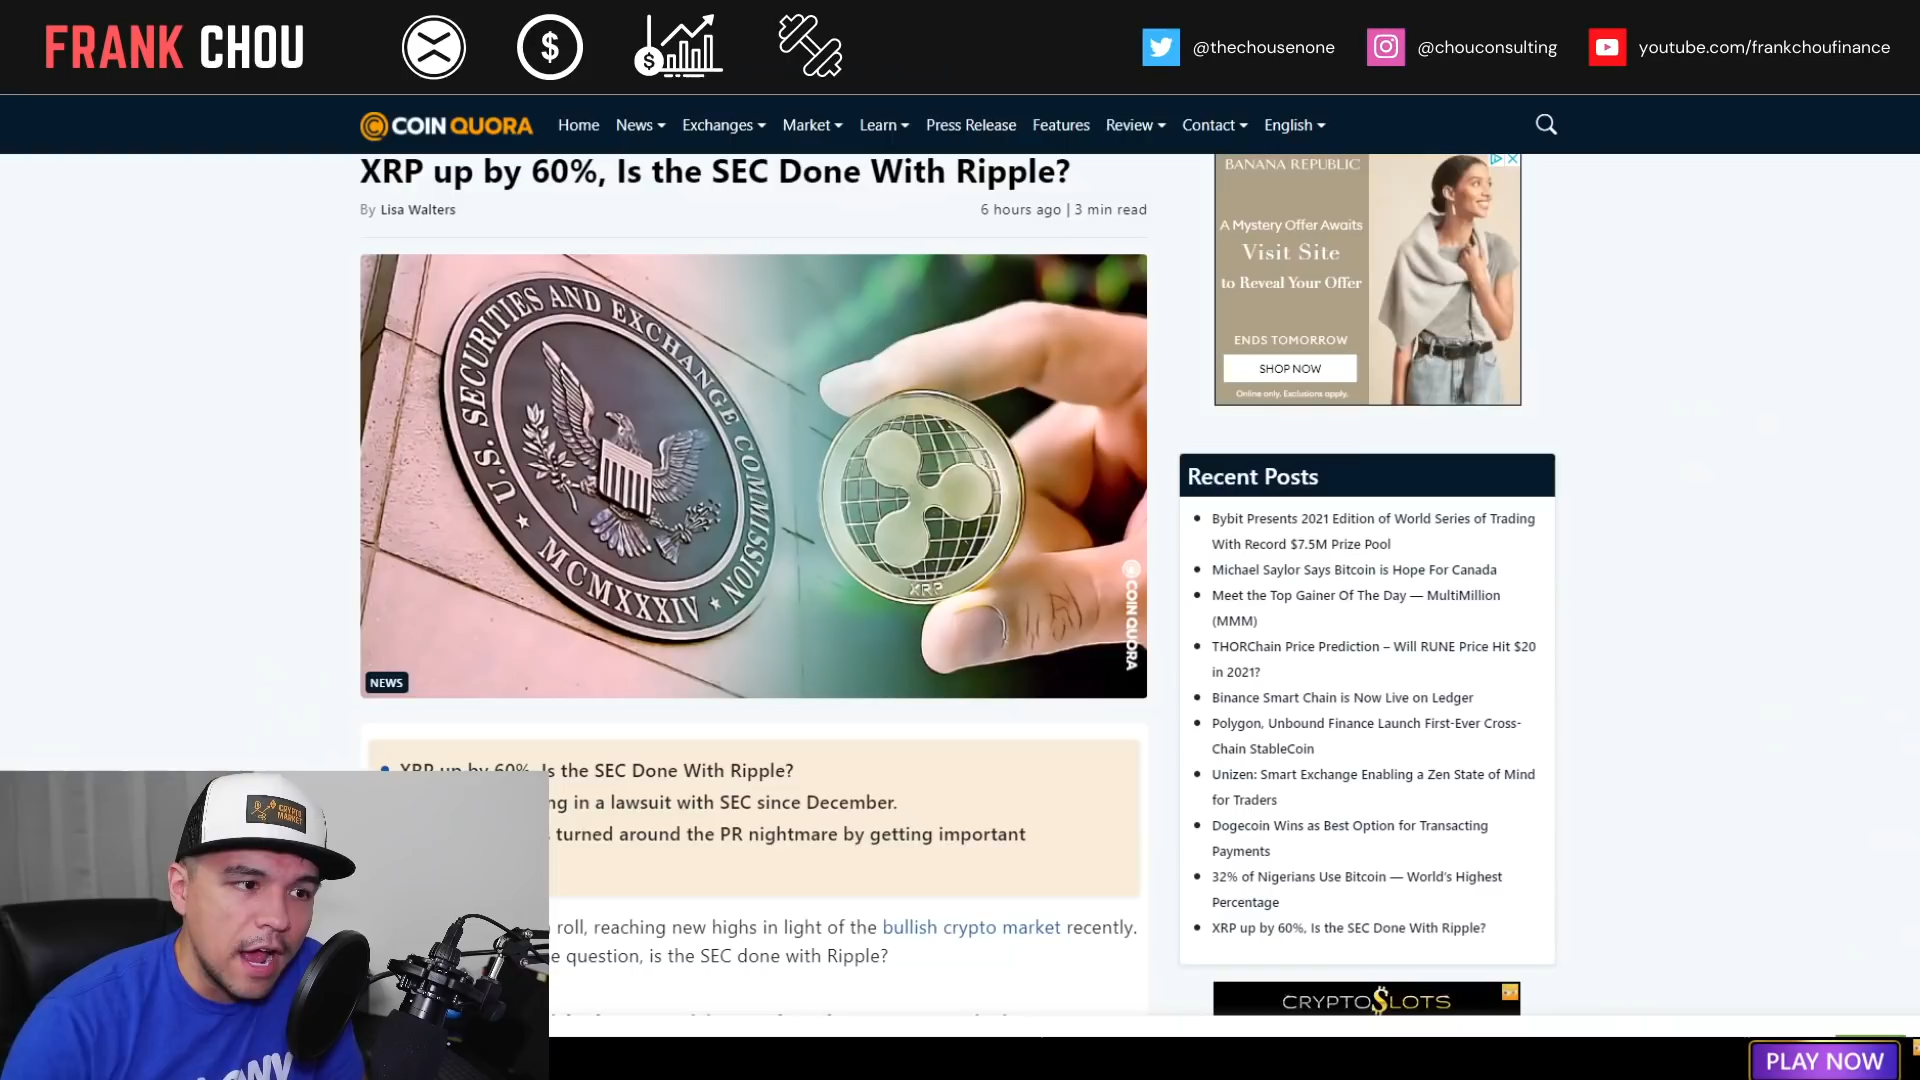 FRANK CHOU
@thechousenone
@chouconsulting
youtube.com/frankchoufinance
COIN QUORA
Home News Exchanges Market Learn Press Release Features Review Contact English
XRP up by 60%, Is the SEC Done With Ripple?
By Lisa Walters
6 hours ago | 3 min read
U.S. SECURITIES AND EXCHANGE COMMISSION
MCMXXXIV
XRP
COIN QUORA
NEWS
XRP up by 60%, Is the SEC Done With Ripple?
ng in a lawsuit with SEC since December.
turned around the PR nightmare by getting important
roll, reaching new highs in light of the bullish crypto market recently.
e question, is the SEC done with Ripple?
BANANA REPUBLIC
A Mystery Offer Awaits
Visit Site
to Reveal Your Offer
ENDS TOMORROW
SHOP NOW
Online only. Exclusions apply.
Recent Posts
Bybit Presents 2021 Edition of World Series of Trading
With Record $7.5M Prize Pool
Michael Saylor Says Bitcoin is Hope For Canada
Meet the Top Gainer Of The Day — MultiMillion
(MMM)
THORChain Price Prediction – Will RUNE Price Hit $20
in 2021?
Binance Smart Chain is Now Live on Ledger
Polygon, Unbound Finance Launch First-Ever Cross-
Chain StableCoin
Unizen: Smart Exchange Enabling a Zen State of Mind
for Traders
Dogecoin Wins as Best Option for Transacting
Payments
32% of Nigerians Use Bitcoin — World's Highest
Percentage
XRP up by 60%, Is the SEC Done With Ripple?
CRYPTO$LOTS
PLAY NOW
CRYPTO
MARKET